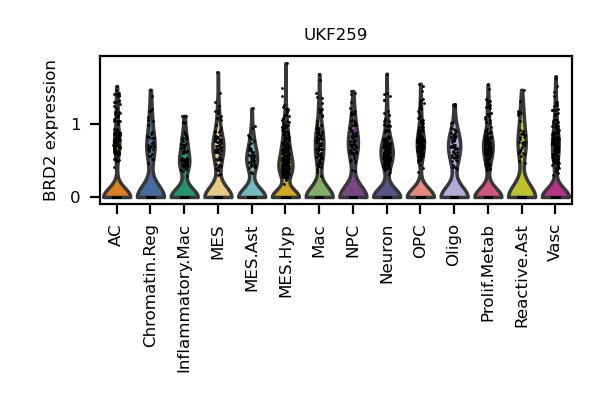 UKF259
BRD2 expression
1
0
AC
Chromatin.Reg
Inflammatory.Mac
MES
MES.Ast
MES.Hyp
Mac
NPC
Neuron
OPC
Oligo
Prolif.Metab
Reactive.Ast
Vasc